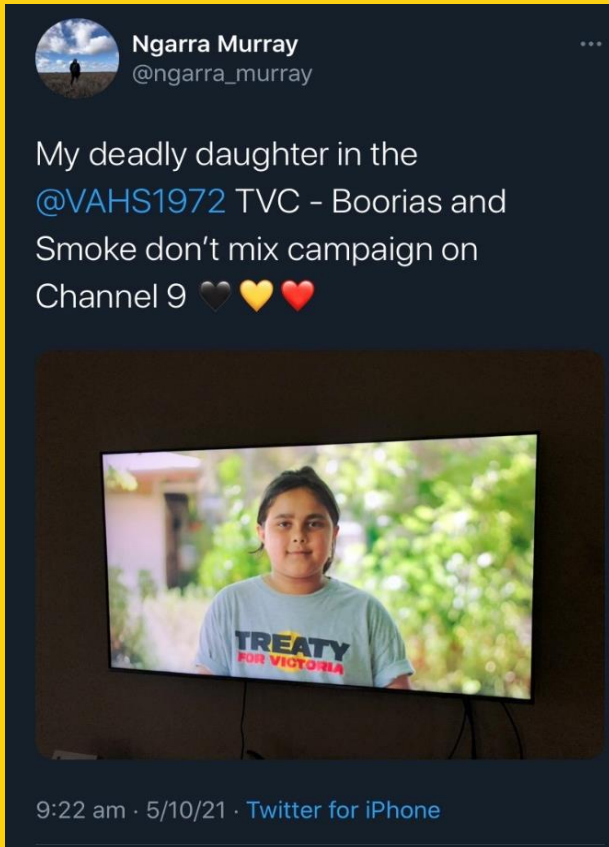 Ngarra Murray
@ngarra_murray
My deadly daughter in the
@VAHS1972 TVC - Boorias and
Smoke don't mix campaign on
Channel 9 🖤 💛 ❤️
TREATY
FOR VICTORIA
9:22 am · 5/10/21 · Twitter for iPhone